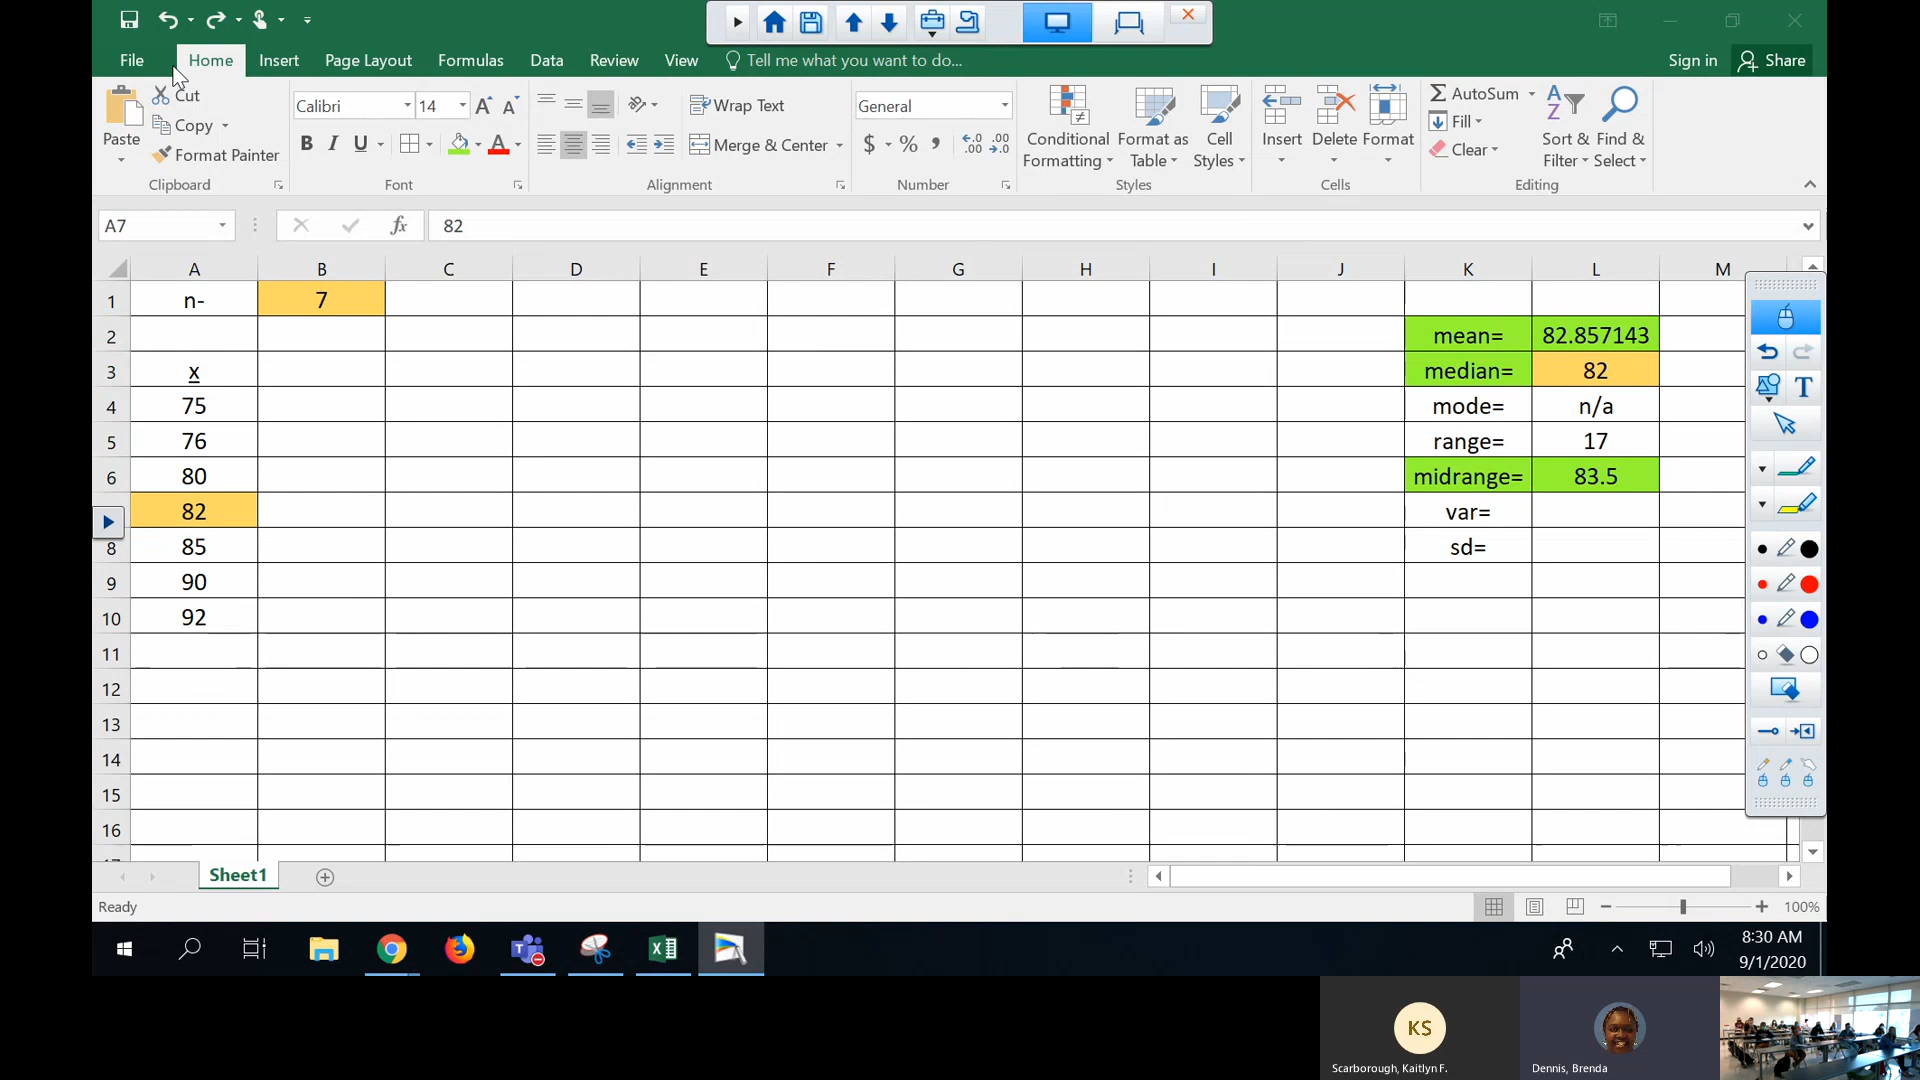 File Home Insert Page Layout Formulas Data Review View Tell me what you want to do... Sign in Share
Cut
Copy
Format Painter
Paste
Clipboard
Calibri 14
B I U A
Font
Wrap Text
Merge & Center
Alignment
General
$ % , .00 .0 .00 .0
Number
Conditional Formatting
Format as Table
Cell Styles
Styles
Insert Delete Format
Cells
AutoSum
Fill
Clear
Sort & Filter
Find & Select
Editing
A7 fx 82
A B C D E F G H I J K L M
1 n- 7
2 mean= 82.857143
3 x median= 82
4 75 mode= n/a
5 76 range= 17
6 80 midrange= 83.5
82 var=
8 85 sd=
9 90
10 92
11
12
13
14
15
16
T
Sheet1
Ready 100%
8:30 AM
9/1/2020
KS
Scarborough, Kaitlyn F. Dennis, Brenda